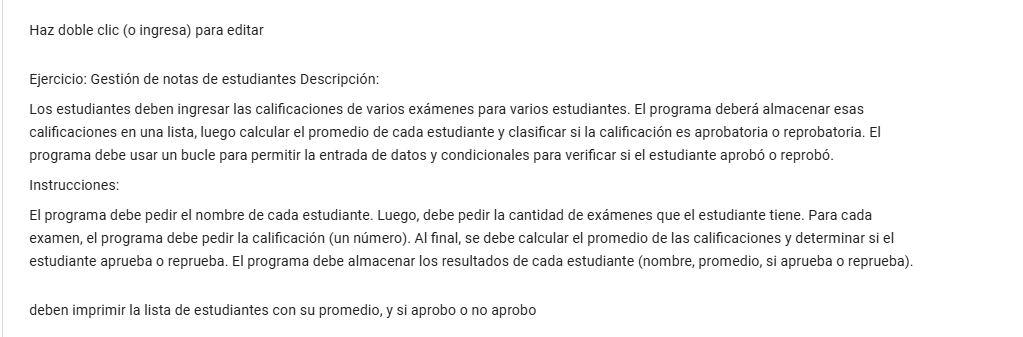 Haz doble clic (o ingresa) para editar
Ejercicio: Gestión de notas de estudiantes Descripción:
Los estudiantes deben ingresar las calificaciones de varios exámenes para varios estudiantes. El programa deberá almacenar esas
calificaciones en una lista, luego calcular el promedio de cada estudiante y clasificar si la calificación es aprobatoria o reprobatoria. El
programa debe usar un bucle para permitir la entrada de datos y condicionales para verificar si el estudiante aprobó o reprobó.
Instrucciones:
El programa debe pedir el nombre de cada estudiante. Luego, debe pedir la cantidad de exámenes que el estudiante tiene. Para cada
examen, el programa debe pedir la calificación (un número). Al final, se debe calcular el promedio de las calificaciones y determinar si el
estudiante aprueba o reprueba. El programa debe almacenar los resultados de cada estudiante (nombre, promedio, si aprueba o reprueba).
deben imprimir la lista de estudiantes con su promedio, y si aprobo o no aprobo